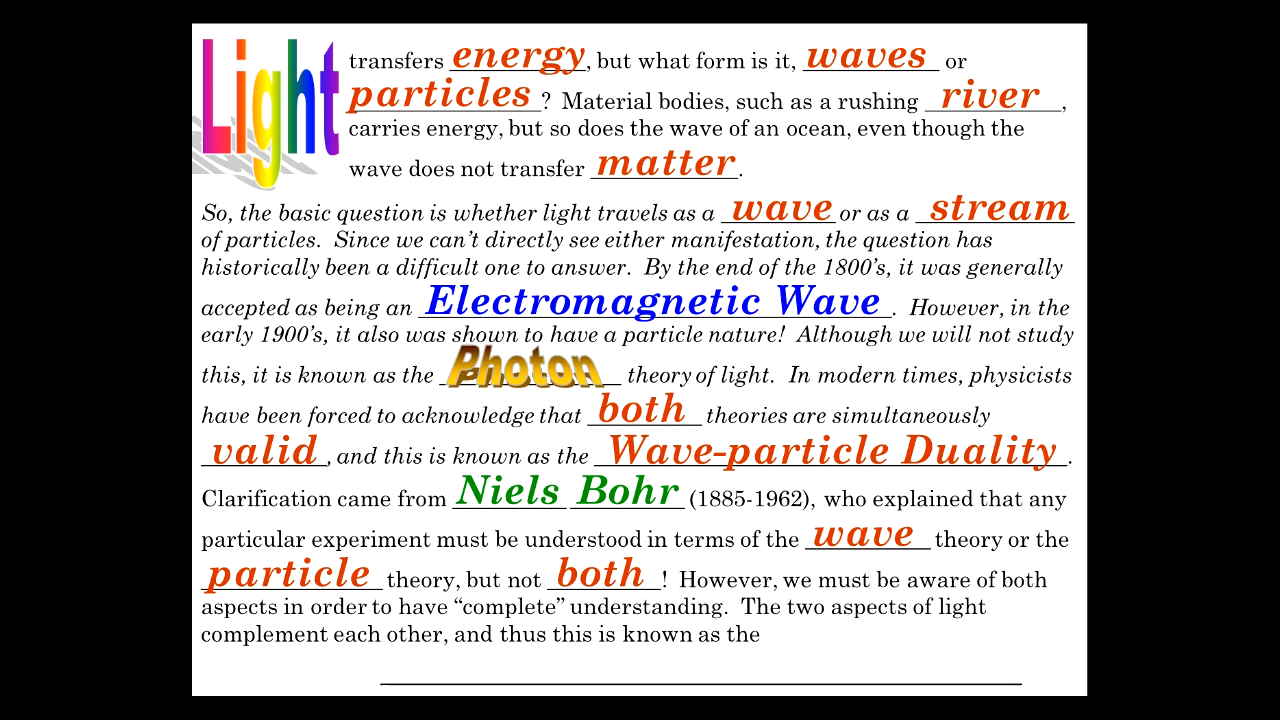 Light transfers energy, but what form is it, waves or
particles? Material bodies, such as a rushing river,
carries energy, but so does the wave of an ocean, even though the
wave does not transfer matter.
So, the basic question is whether light travels as a wave or as a stream
of particles. Since we can't directly see either manifestation, the question has
historically been a difficult one to answer. By the end of the 1800's, it was generally
accepted as being an Electromagnetic Wave. However, in the
early 1900's, it also was shown to have a particle nature! Although we will not study
this, it is known as the Photon theory of light. In modern times, physicists
have been forced to acknowledge that both theories are simultaneously
valid, and this is known as the Wave-particle Duality.
Clarification came from Niels Bohr (1885-1962), who explained that any
particular experiment must be understood in terms of the wave theory or the
particle theory, but not both! However, we must be aware of both
aspects in order to have “complete” understanding. The two aspects of light
complement each other, and thus this is known as the